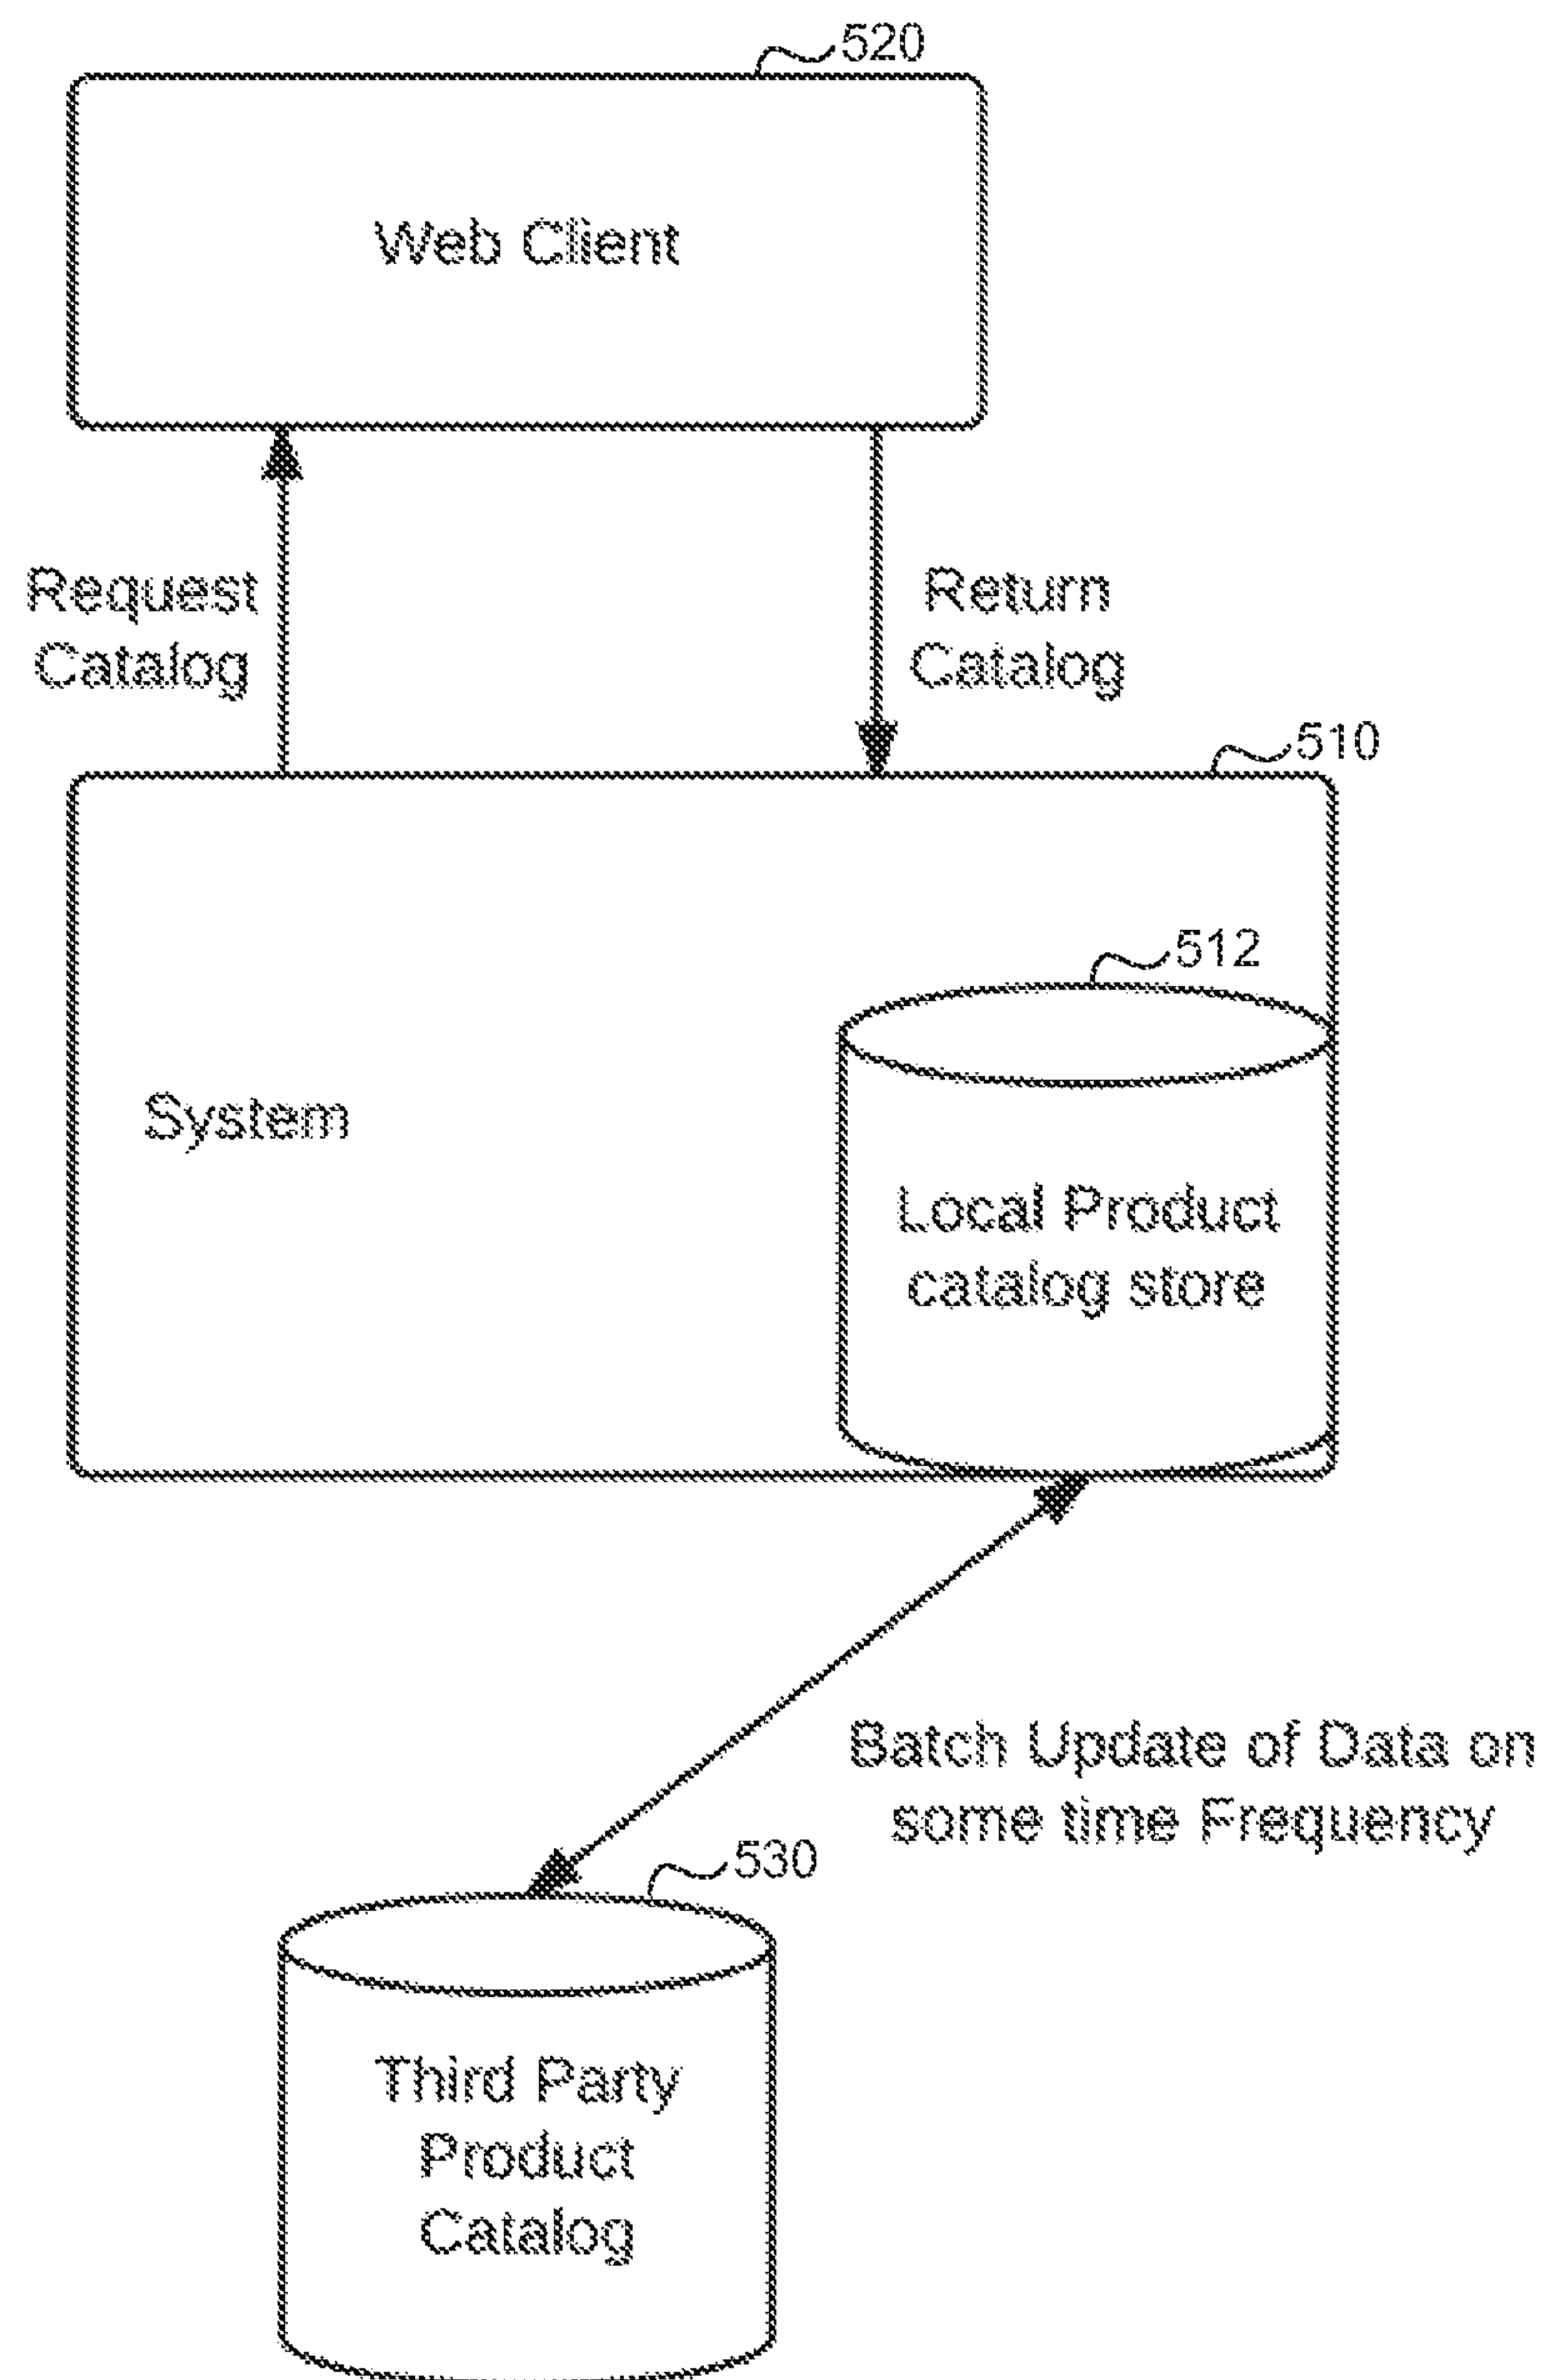 520
Web Client
Request
Catalog
Return
Catalog
510
512
System
Local Product
catalog store
Batch Update of Data on
some time Frequency
530
Third Party
Product
Catalog